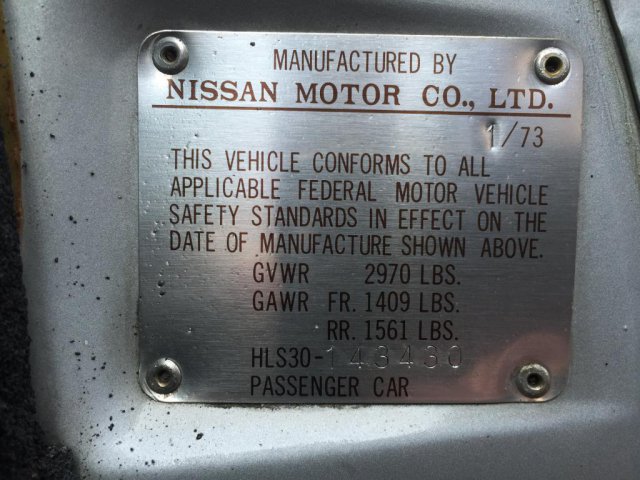 MANUFACTURED BY
NISSAN MOTOR CO., LTD.
1/73
THIS VEHICLE CONFORMS TO ALL
APPLICABLE FEDERAL MOTOR VEHICLE
SAFETY STANDARDS IN EFFECT ON THE
DATE OF MANUFACTURE SHOWN ABOVE.
GVWR 2970 LBS.
GAWR FR. 1409 LBS.
RR. 1561 LBS.
HLS30-143430
PASSENGER CAR